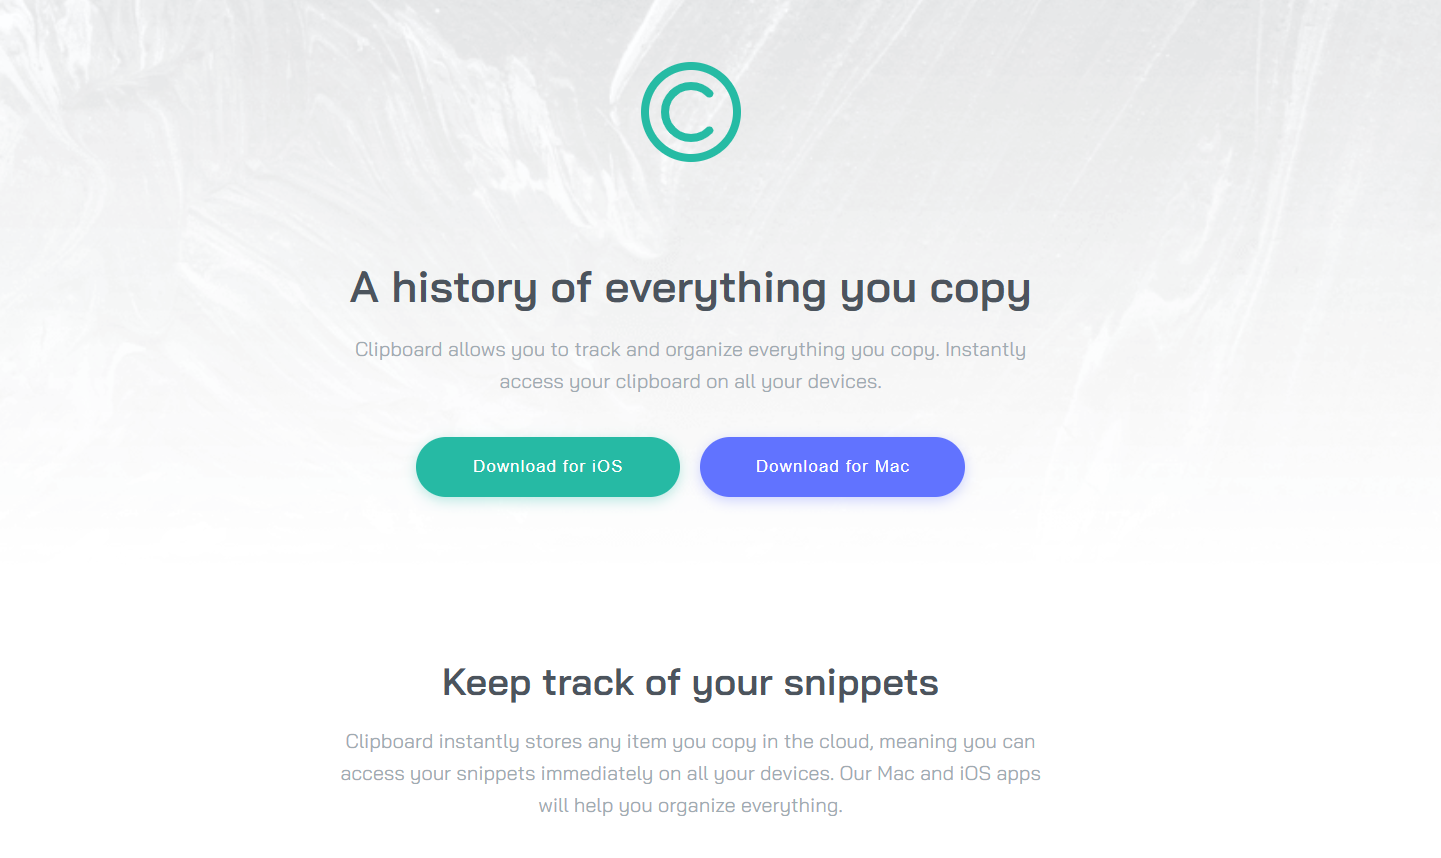 A history of everything you copy
Clipboard allows you to track and organize everything you copy. Instantly
access your clipboard on all your devices.
Download for iOS
Download for Mac
Keep track of your snippets
Clipboard instantly stores any item you copy in the cloud, meaning you can
access your snippets immediately on all your devices. Our Mac and iOS apps
will help you organize everything.